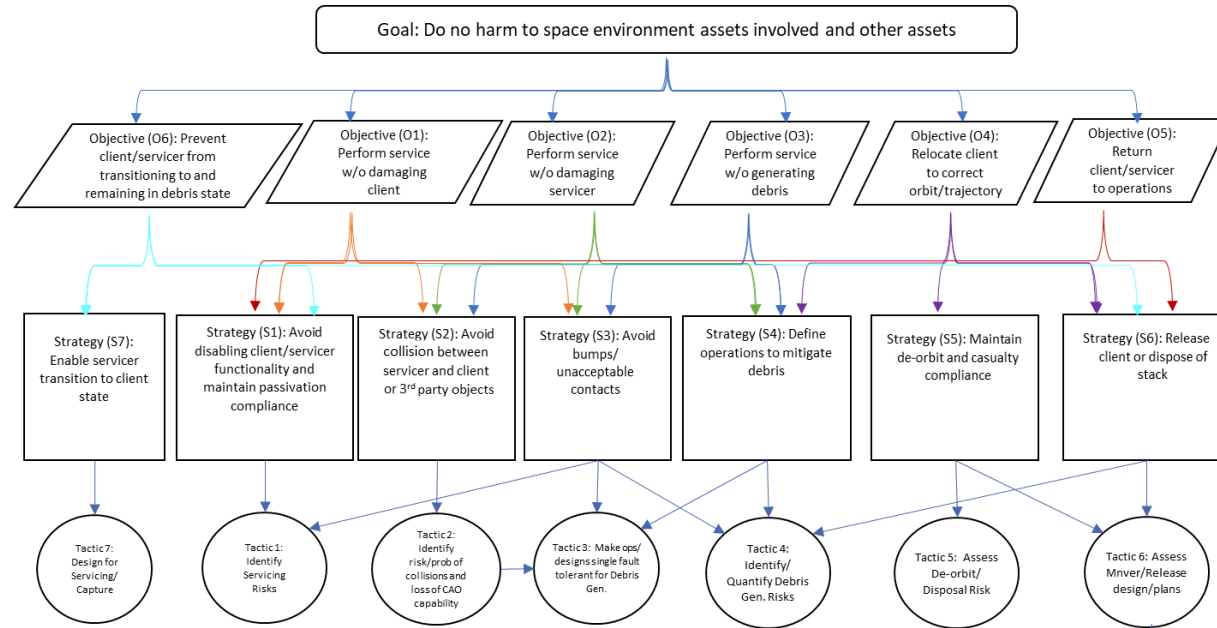 Goal: Do no harm to space environment assets involved and other assets
Objective (O6): Prevent
client/servicer from
transitioning to and
remaining in debris state
Objective (O1):
Perform service
w/o damaging
client
Objective (O2):
Perform service
w/o damaging
servicer
Objective (O3):
Perform service
w/o generating
debris
Objective (O4):
Relocate client
to correct
orbit/trajectory
Objective (O5):
Return
client/servicer
to operations
Strategy (S7):
Enable servicer
transition to client
state
Strategy (S1): Avoid
disabling client/servicer
functionality and
maintain passivation
compliance
Strategy (S2): Avoid
collision between
servicer and client
or 3rd party objects
Strategy (S3): Avoid
bumps/
unacceptable
contacts
Strategy (S4): Define
operations to mitigate
debris
Strategy (S5): Maintain
de-orbit and casualty
compliance
Strategy (S6): Release
client or dispose of
stack
Tactic 7:
Design for
Servicing/
Capture
Tactic 1:
Identify
Servicing
Risks
Tactic 2:
Identify
risk/prob of
collisions and
loss of CAO
capability
Tactic 3: Make ops/
designs single fault
tolerant for Debris
Gen.
Tactic 4:
Identify/
Quantify Debris
Gen. Risks
Tactic 5: Assess
De-orbit/
Disposal Risk
Tactic 6: Assess
Mnver/Release
design/plans